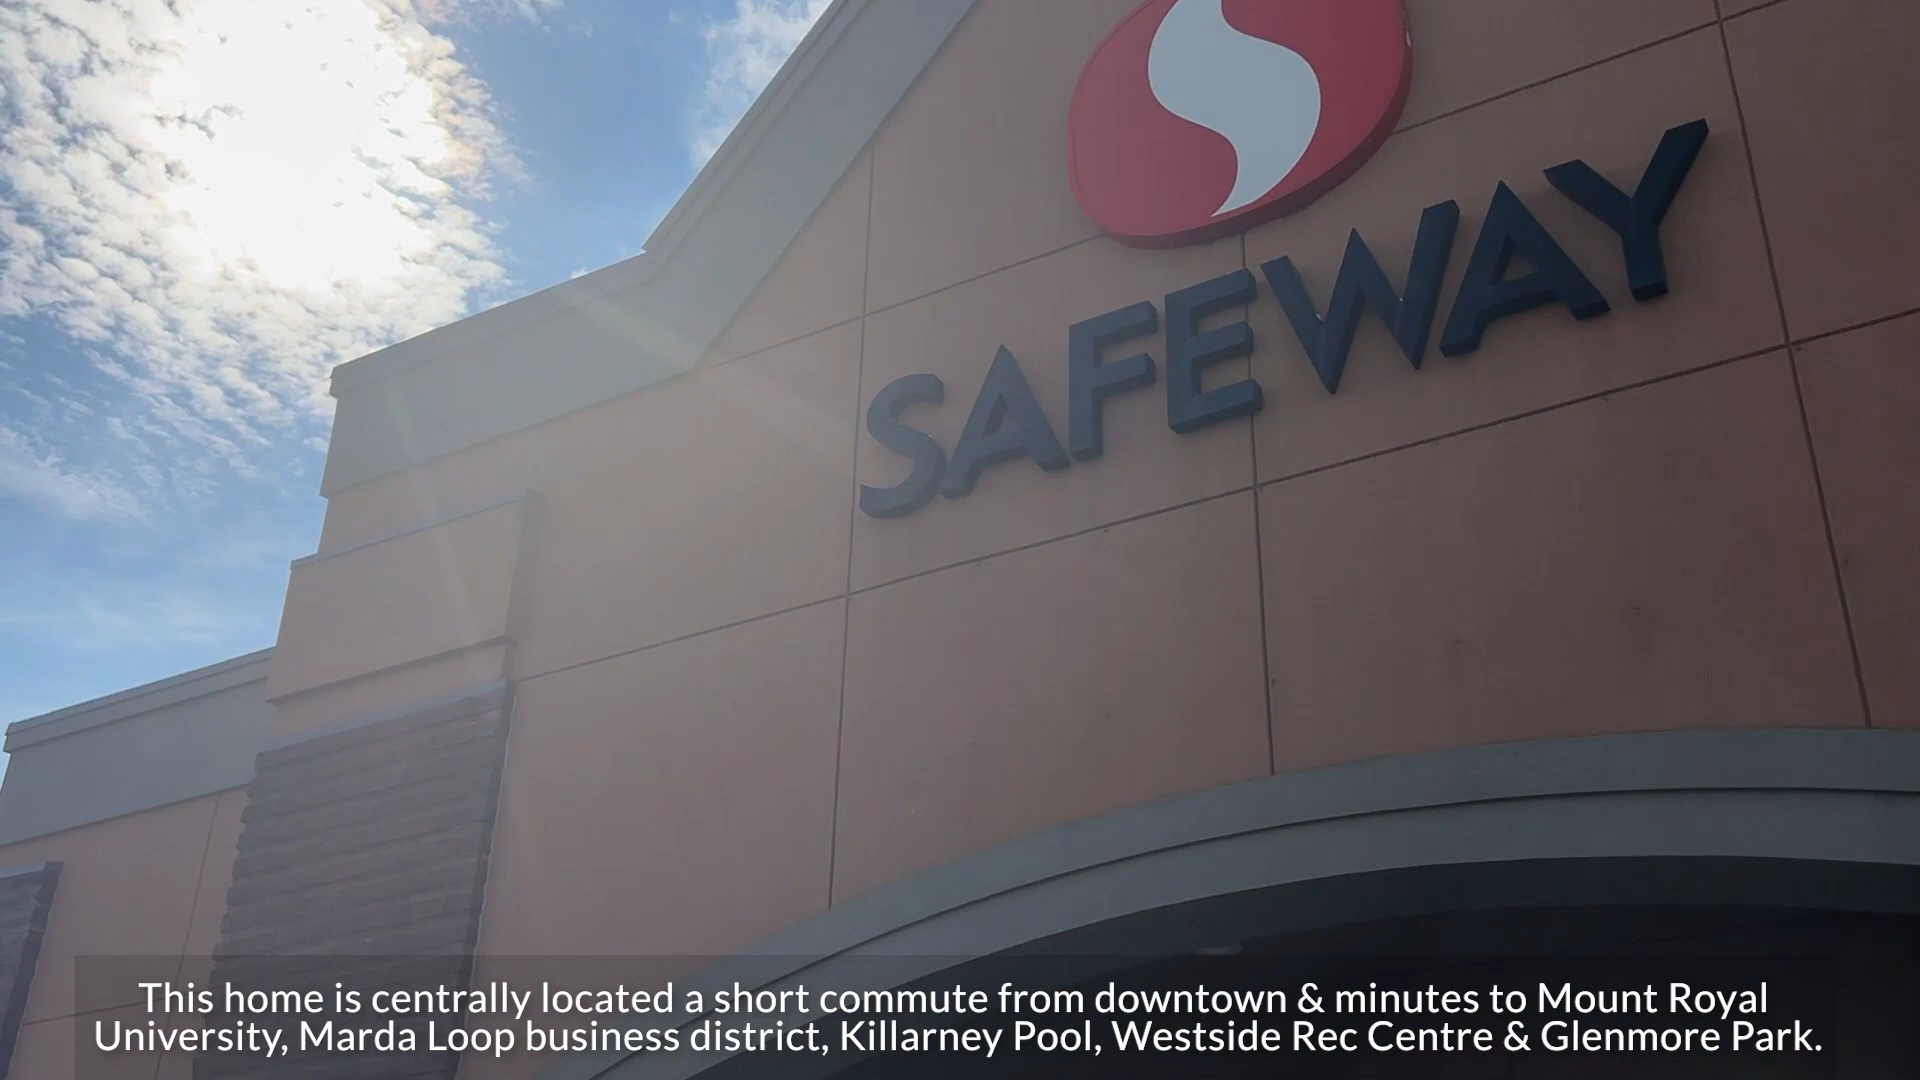 SAFEWAY
This home is centrally located a short commute from downtown & minutes to Mount Royal
University, Marda Loop business district, Killarney Pool, Westside Rec Centre & Glenmore Park.